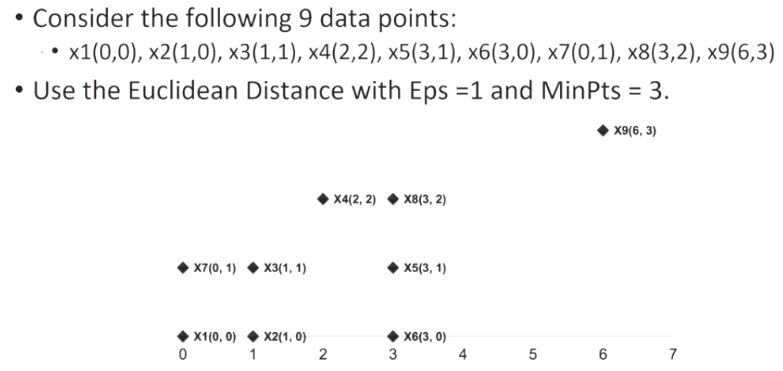 • Consider the following 9 data points:
• x1(0,0), x2(1,0), x3(1,1), x4(2,2), x5(3,1), x6(3,0), x7(0,1), x8(3,2), x9(6,3)
• Use the Euclidean Distance with Eps =1 and MinPts = 3.
X9(6, 3)
X4(2, 2) X8(3, 2)
X7(0, 1) X3(1, 1) X5(3, 1)
X1(0, 0) X2(1, 0) X6(3, 0)
0 1 2 3 4 5 6 7